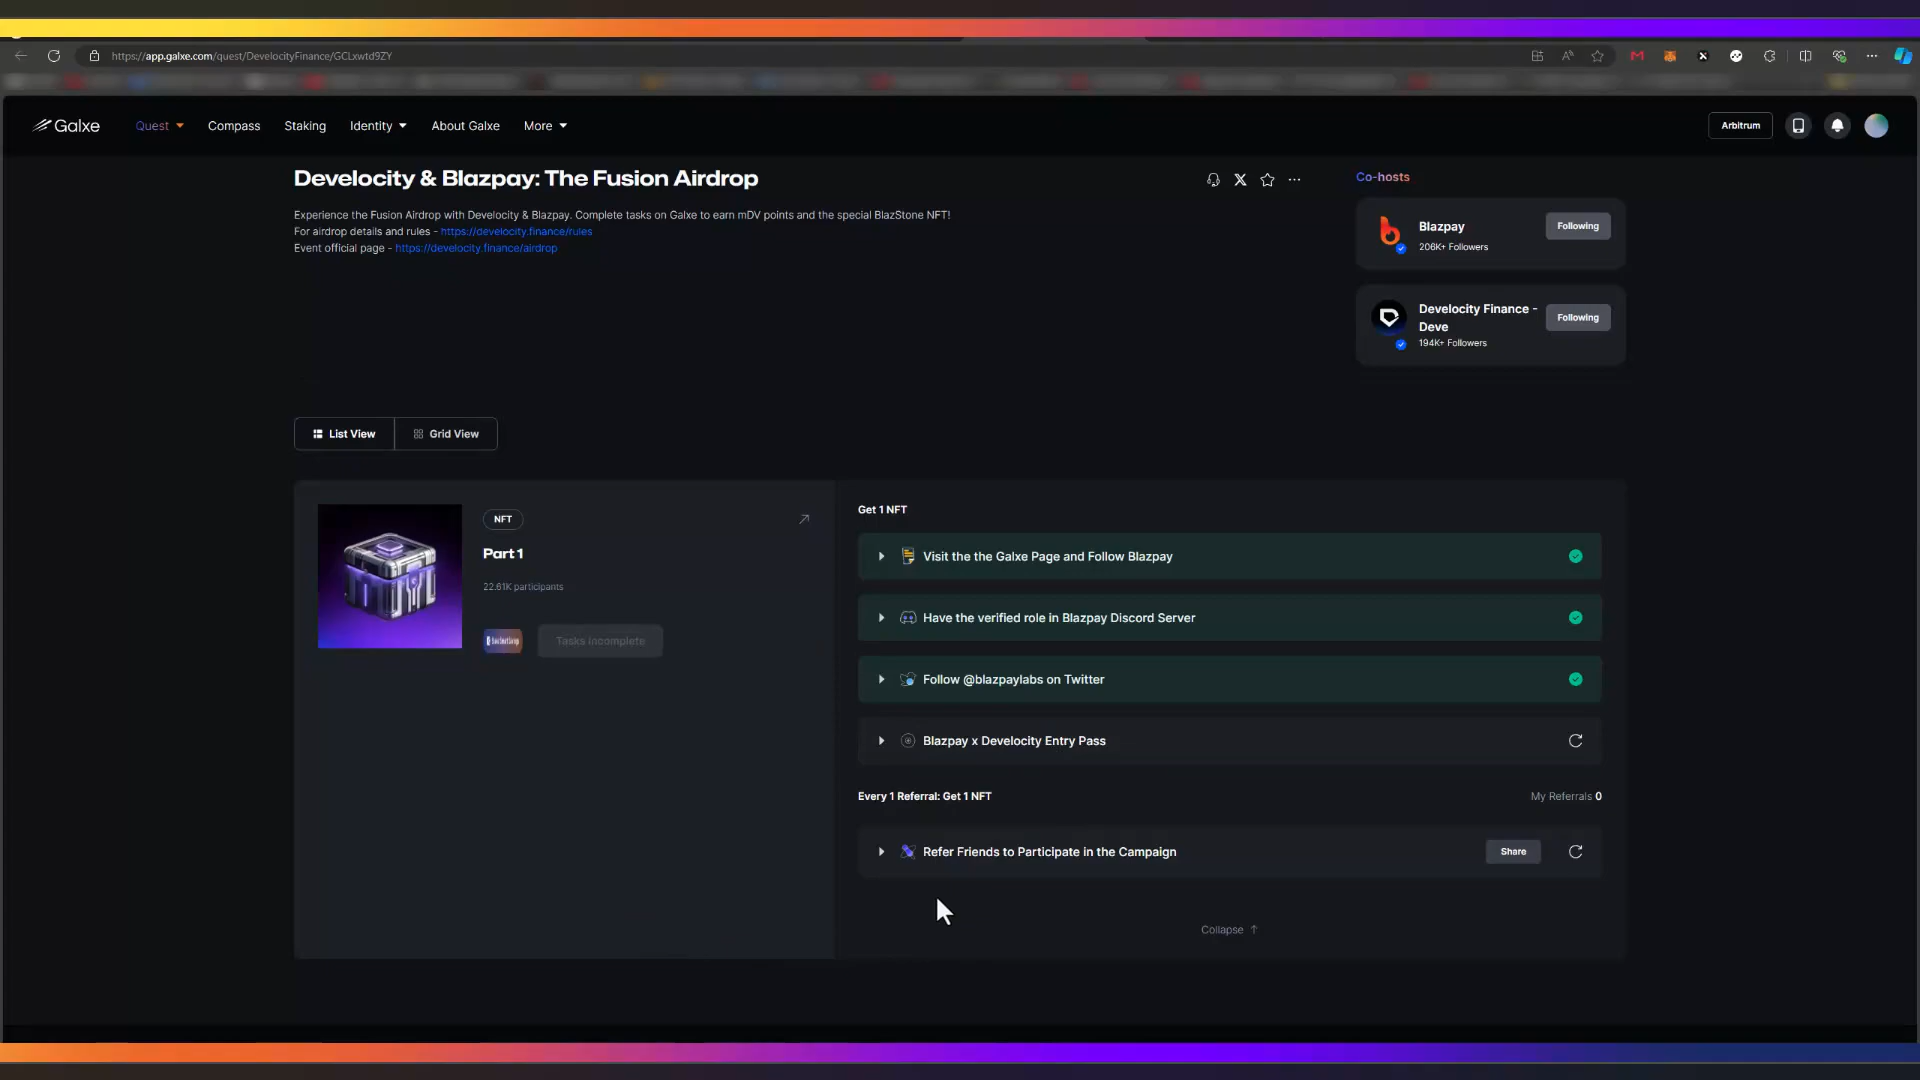 https://app.galxe.com/quest/DevelocityFinance/GCLxwtd9ZY
Galxe
Quest
Compass
Staking
Identity
About Galxe
More
Arbitrum
Develocity & Blazpay: The Fusion Airdrop
Experience the Fusion Airdrop with Develocity & Blazpay. Complete tasks on Galxe to earn mDV points and the special BlazStone NFT!
For airdrop details and rules - https://develocity.finance/rules
Event official page - https://develocity.finance/airdrop
Co-hosts
Blazpay
206K+ Followers
Following
Develocity Finance -
Deve
194K+ Followers
Following
List View
Grid View
NFT
Part 1
22.61K participants
Tasks Incomplete
Get 1 NFT
Visit the the Galxe Page and Follow Blazpay
Have the verified role in Blazpay Discord Server
Follow @blazpaylabs on Twitter
Blazpay x Develocity Entry Pass
Every 1 Referral: Get 1 NFT
My Referrals 0
Refer Friends to Participate in the Campaign
Share
Collapse